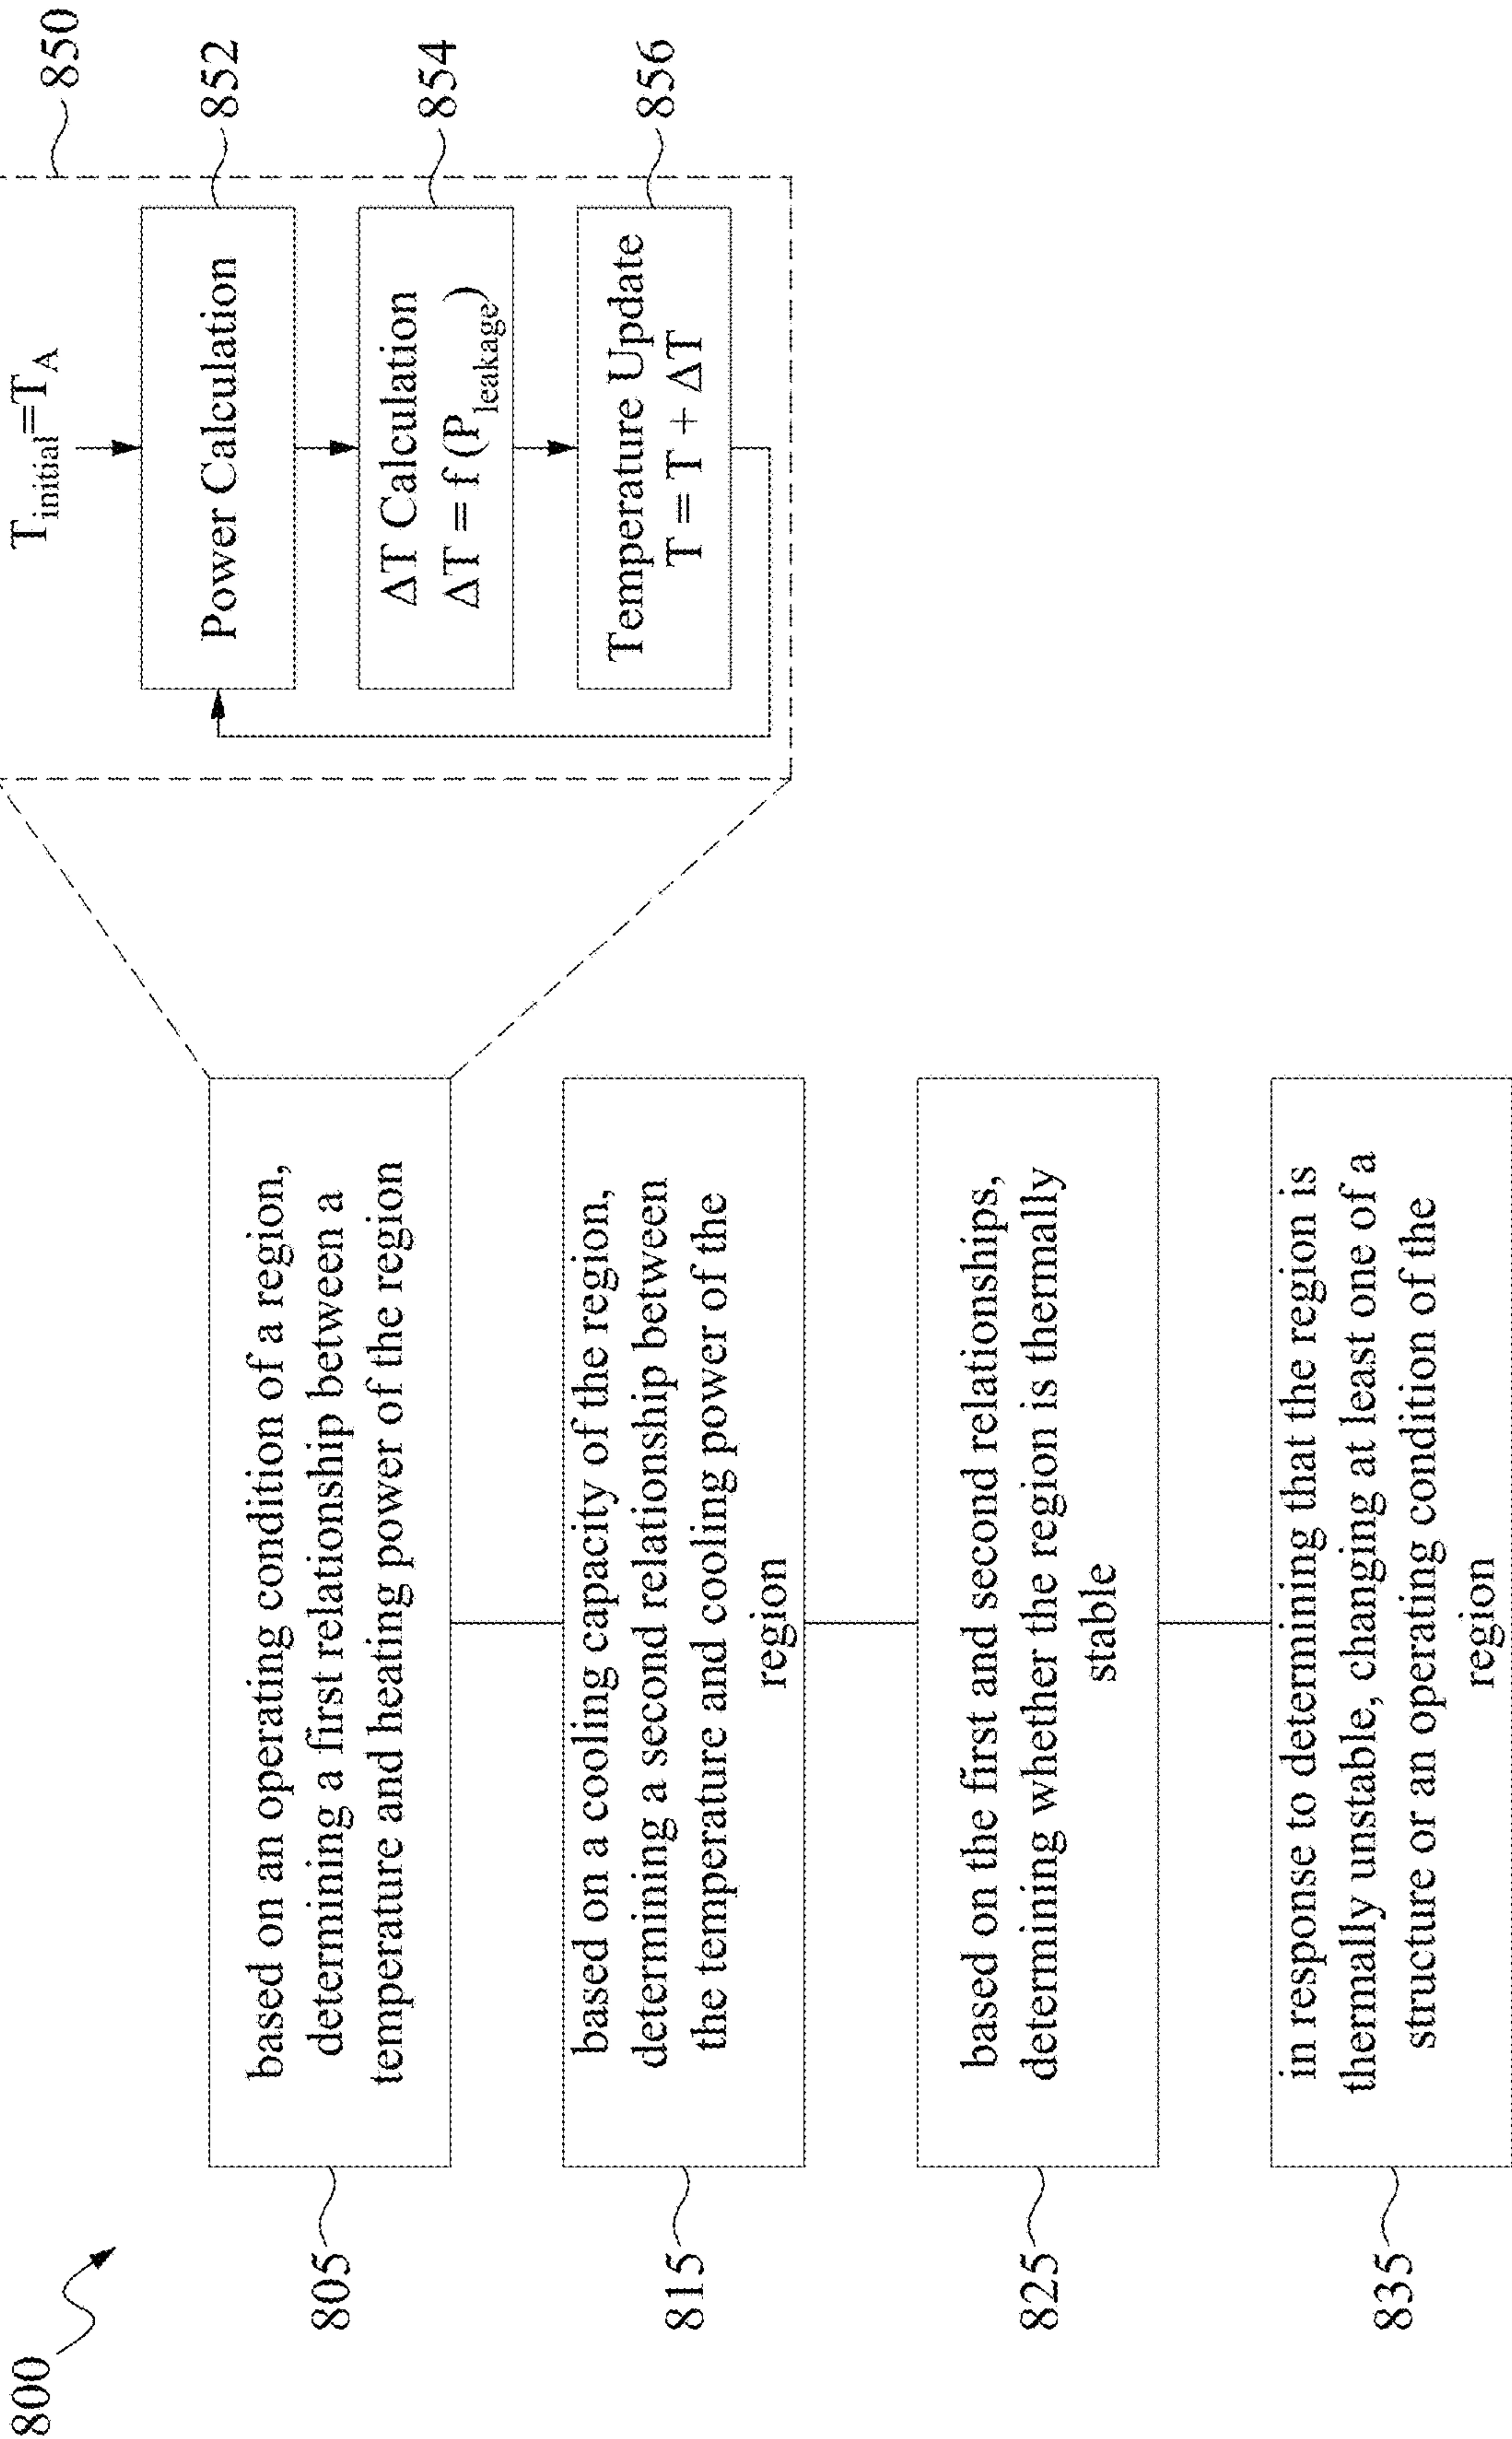 800
805
based on an operating condition of a region,
determining a first relationship between a
temperature and heating power of the region
815
based on a cooling capacity of the region,
determining a second relationship between
the temperature and cooling power of the
region
825
based on the first and second relationships,
determining whether the region is thermally
stable
835
in response to determining that the region is
thermally unstable, changing at least one of a
structure or an operating condition of the
region
850
T_initial=T_A
Power Calculation
852
ΔT Calculation
ΔT = f (P_leakage)
854
Temperature Update
T = T + ΔT
856